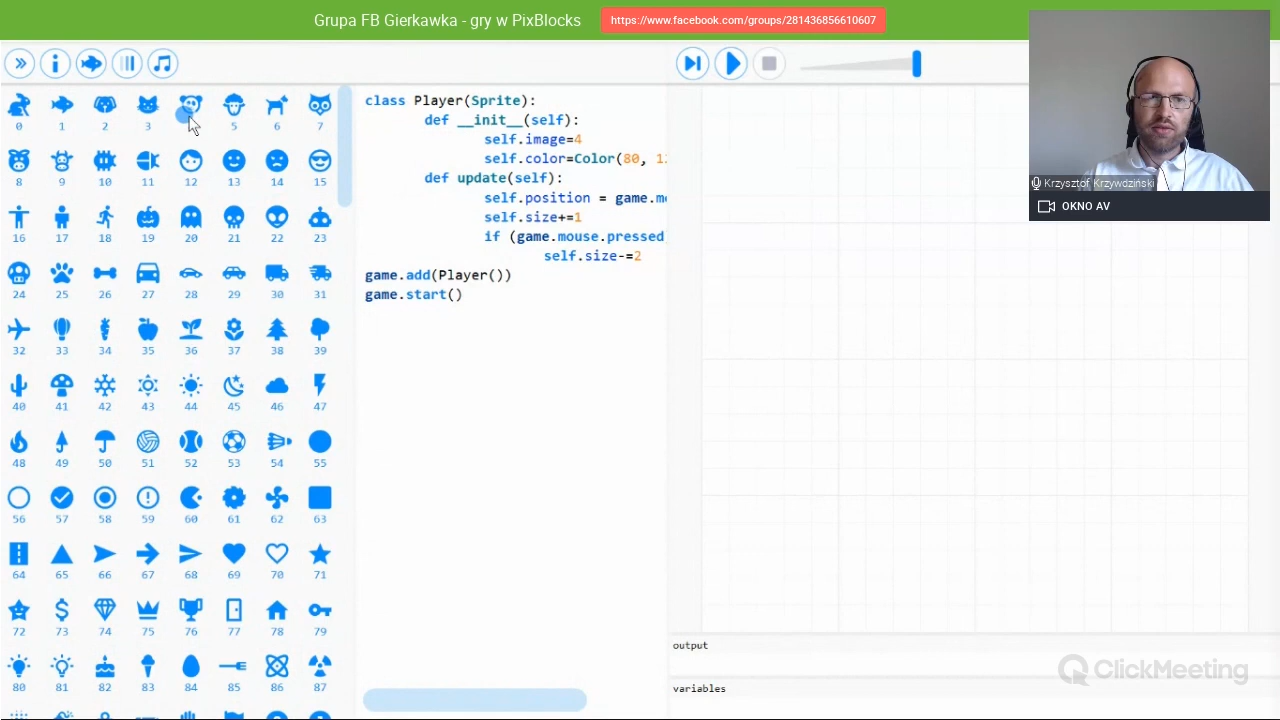 Grupa FB Gierkawka - gry w PixBlocks
https://www.facebook.com/groups/281436856610607
0 1 2 3 4 5 6 7
8 9 10 11 12 13 14 15
16 17 18 19 20 21 22 23
24 25 26 27 28 29 30 31
32 33 34 35 36 37 38 39
40 41 42 43 44 45 46 47
48 49 50 51 52 53 54 55
56 57 58 59 60 61 62 63
64 65 66 67 68 69 70 71
72 73 74 75 76 77 78 79
80 81 82 83 84 85 86 87
class Player(Sprite):
def __init__(self):
self.image=4
self.color=Color(80, 1
def update(self):
self.position = game.m
self.size+=1
if (game.mouse.pressed
self.size-=2
game.add(Player())
game.start()
Krzysztof Krzywdziński
OKNO AV
output
variables
ClickMeeting